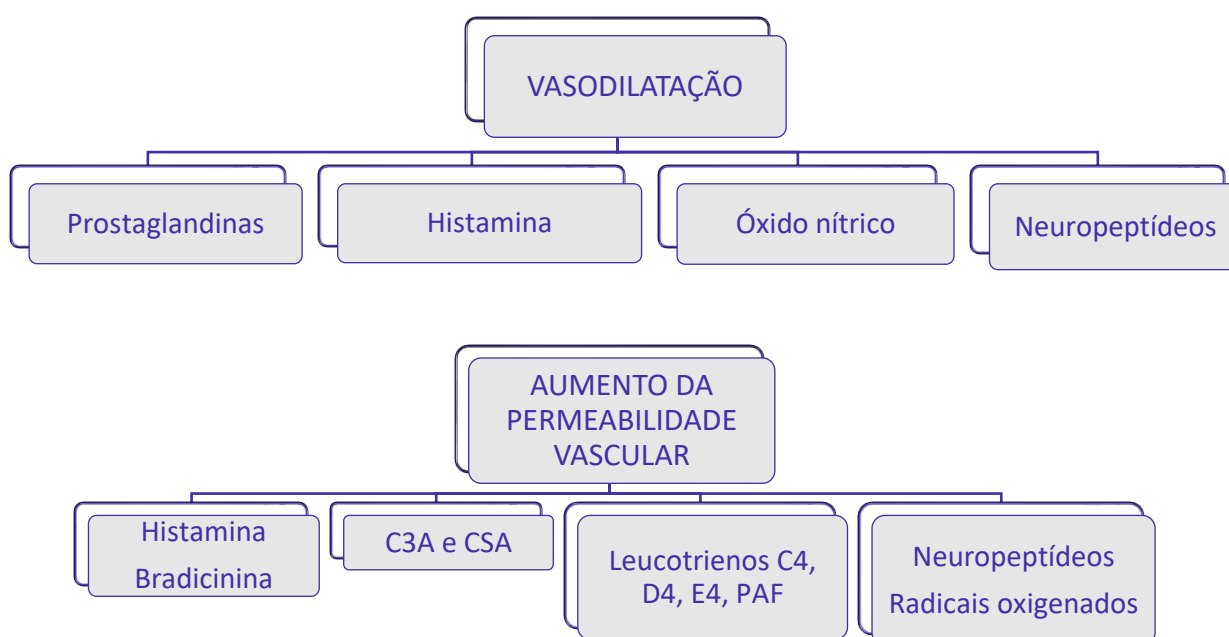 VASODILATAÇÃO
Prostaglandinas
Histamina
Óxido nítrico
Neuropeptídeos
AUMENTO DA
PERMEABILIDADE
VASCULAR
Histamina
Bradicinina
C3A e CSA
Leucotrienos C4,
D4, E4, PAF
Neuropeptídeos
Radicais oxigenados